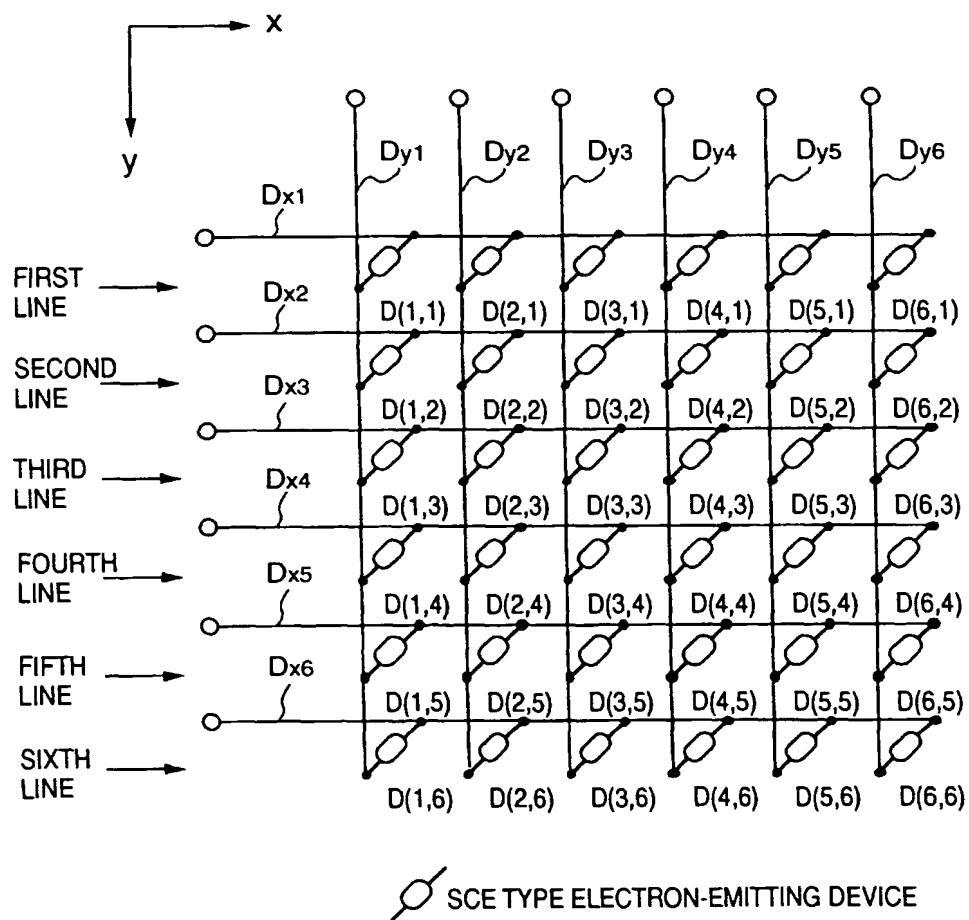 x
y
Dy1 Dy2 Dy3 Dy4 Dy5 Dy6
Dx1
FIRST
LINE
Dx2
D(1,1) D(2,1) D(3,1) D(4,1) D(5,1) D(6,1)
SECOND
LINE
Dx3
D(1,2) D(2,2) D(3,2) D(4,2) D(5,2) D(6,2)
THIRD
LINE
Dx4
D(1,3) D(2,3) D(3,3) D(4,3) D(5,3) D(6,3)
FOURTH
LINE
Dx5
D(1,4) D(2,4) D(3,4) D(4,4) D(5,4) D(6,4)
FIFTH
LINE
Dx6
D(1,5) D(2,5) D(3,5) D(4,5) D(5,5) D(6,5)
SIXTH
LINE
D(1,6) D(2,6) D(3,6) D(4,6) D(5,6) D(6,6)
SCE TYPE ELECTRON-EMITTING DEVICE